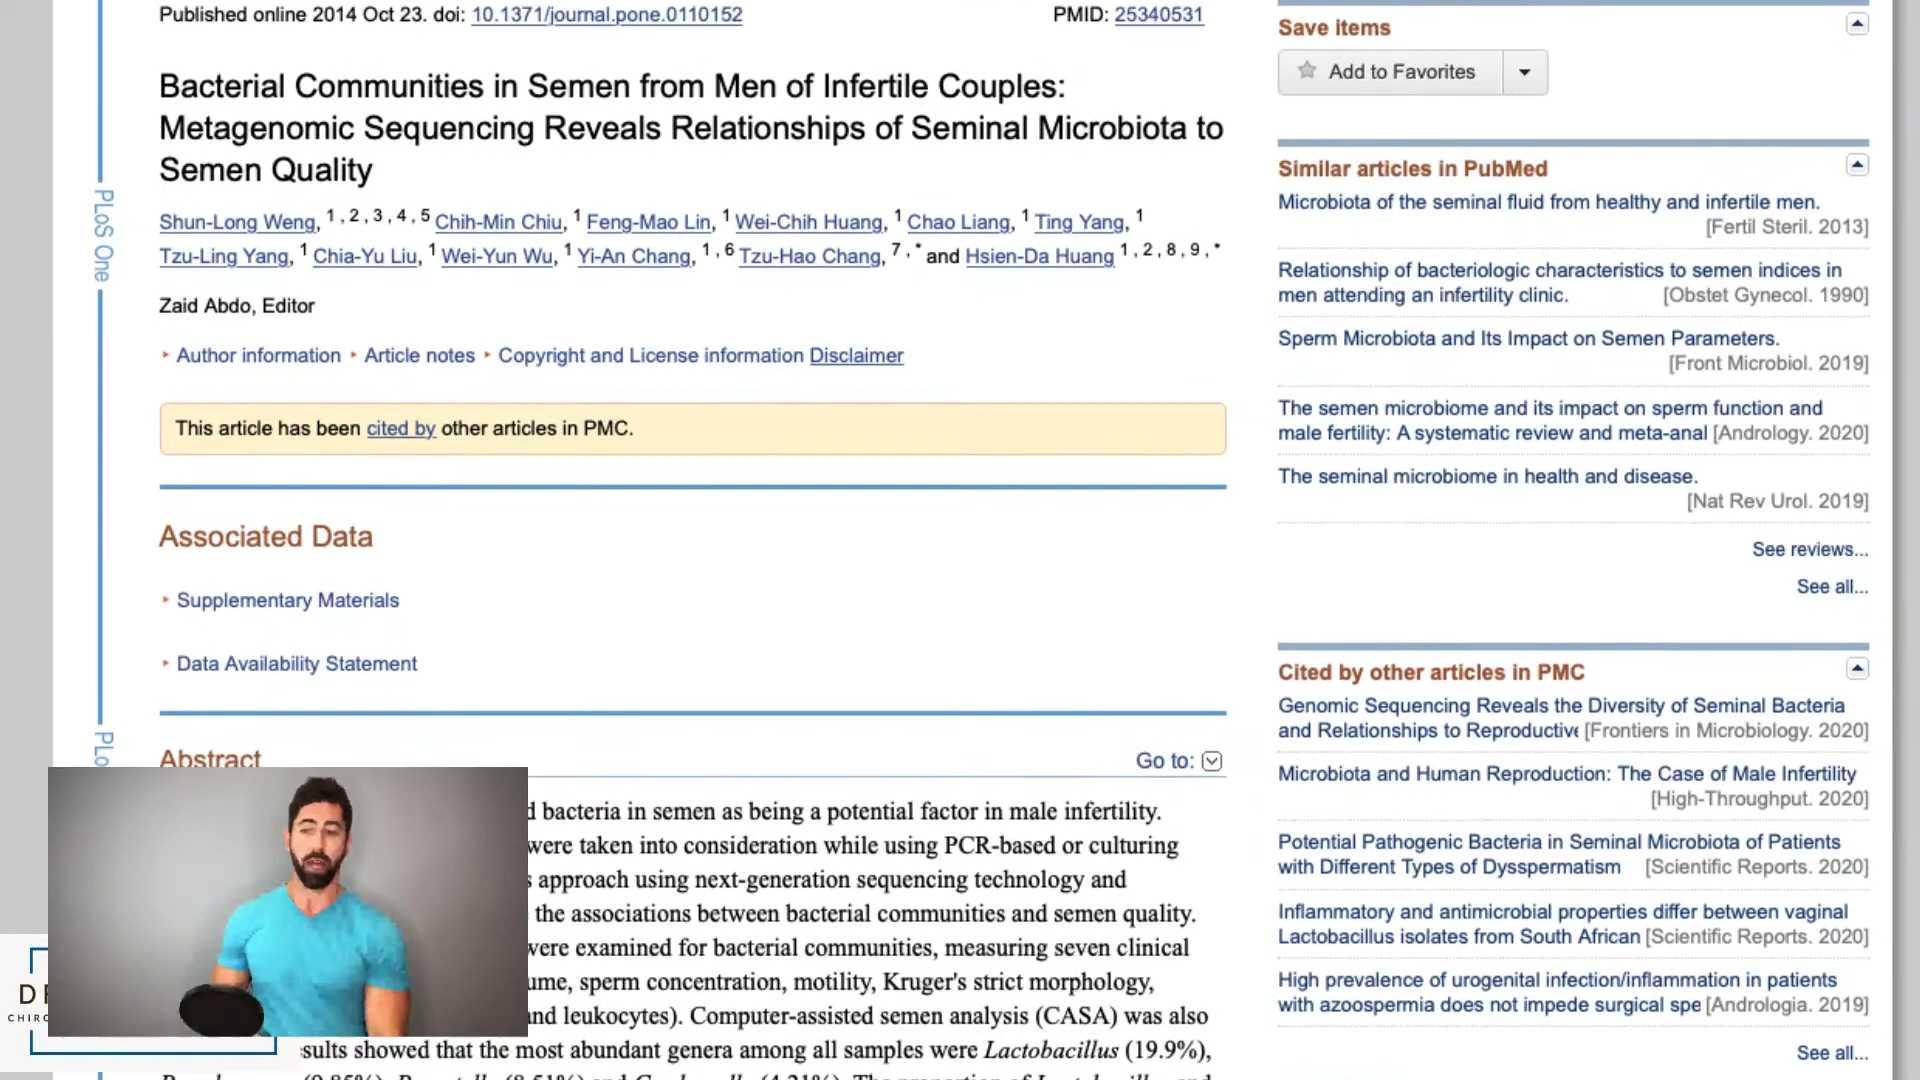 Published online 2014 Oct 23. doi: 10.1371/journal.pone.0110152
PMID: 25340531
Bacterial Communities in Semen from Men of Infertile Couples:
Metagenomic Sequencing Reveals Relationships of Seminal Microbiota to
Semen Quality
Shun-Long Weng, 1 , 2 , 3 , 4 , 5 Chih-Min Chiu, 1 Feng-Mao Lin, 1 Wei-Chih Huang, 1 Chao Liang, 1 Ting Yang, 1
Tzu-Ling Yang, 1 Chia-Yu Liu, 1 Wei-Yun Wu, 1 Yi-An Chang, 1 , 6 Tzu-Hao Chang, 7 , * and Hsien-Da Huang 1 , 2 , 8 , 9 , *
Zaid Abdo, Editor
Author information Article notes Copyright and License information Disclaimer
This article has been cited by other articles in PMC.
Associated Data
Supplementary Materials
Data Availability Statement
Abstract
Go to:
bacteria in semen as being a potential factor in male infertility.
were taken into consideration while using PCR-based or culturing
s approach using next-generation sequencing technology and
the associations between bacterial communities and semen quality.
were examined for bacterial communities, measuring seven clinical
ume, sperm concentration, motility, Kruger's strict morphology,
nd leukocytes). Computer-assisted semen analysis (CASA) was also
sults showed that the most abundant genera among all samples were Lactobacillus (19.9%),
PLoS One
PLo
D
CHIRO
Save items
Add to Favorites
Similar articles in PubMed
Microbiota of the seminal fluid from healthy and infertile men.
[Fertil Steril. 2013]
Relationship of bacteriologic characteristics to semen indices in
men attending an infertility clinic. [Obstet Gynecol. 1990]
Sperm Microbiota and Its Impact on Semen Parameters.
[Front Microbiol. 2019]
The semen microbiome and its impact on sperm function and
male fertility: A systematic review and meta-anal [Andrology. 2020]
The seminal microbiome in health and disease.
[Nat Rev Urol. 2019]
See reviews...
See all...
Cited by other articles in PMC
Genomic Sequencing Reveals the Diversity of Seminal Bacteria
and Relationships to Reproductive [Frontiers in Microbiology. 2020]
Microbiota and Human Reproduction: The Case of Male Infertility
[High-Throughput. 2020]
Potential Pathogenic Bacteria in Seminal Microbiota of Patients
with Different Types of Dysspermatism [Scientific Reports. 2020]
Inflammatory and antimicrobial properties differ between vaginal
Lactobacillus isolates from South African [Scientific Reports. 2020]
High prevalence of urogenital infection/inflammation in patients
with azoospermia does not impede surgical spe [Andrologia. 2019]
See all...